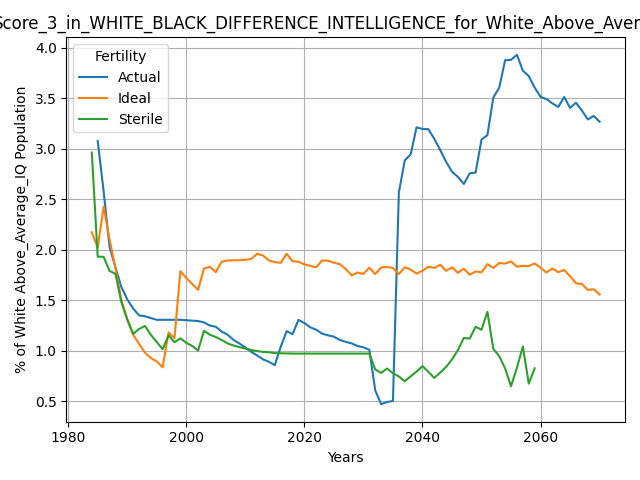 Score_3_in_WHITE_BLACK_DIFFERENCE_INTELLIGENCE_for_White_Above_Aver
Fertility
Actual
Ideal
Sterile
% of White Above_Average_IQ Population
4.0
3.5
3.0
2.5
2.0
1.5
1.0
0.5
1980
2000
2020
2040
2060
Years